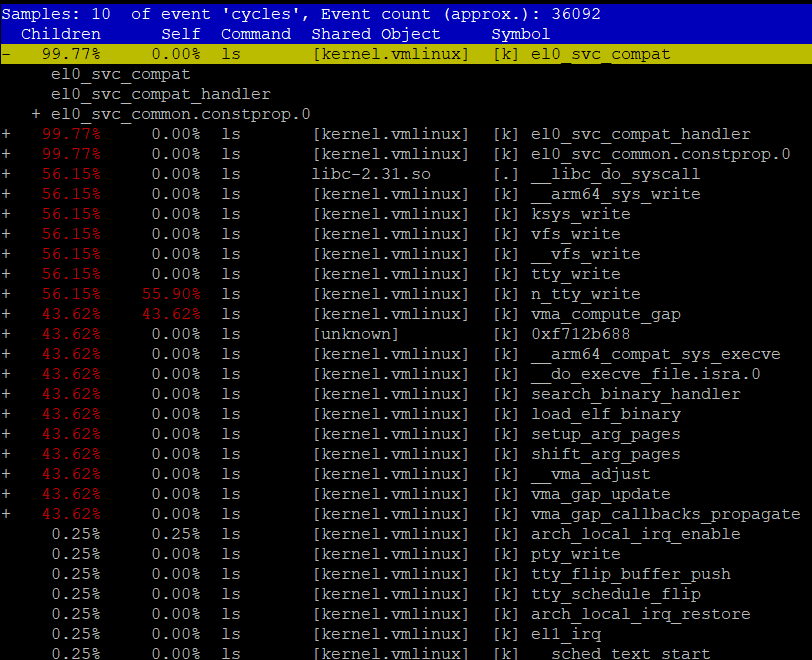 Samples: 10  of event 'cycles', Event count (approx.): 36092
  Children      Self  Command  Shared Object     Symbol
-   99.77%     0.00%  ls       [kernel.vmlinux]  [k] el0_svc_compat
     el0_svc_compat
     el0_svc_compat_handler
   + el0_svc_common.constprop.0
+   99.77%     0.00%  ls       [kernel.vmlinux]  [k] el0_svc_compat_handler
+   99.77%     0.00%  ls       [kernel.vmlinux]  [k] el0_svc_common.constprop.0
+   56.15%     0.00%  ls       libc-2.31.so      [.] __libc_do_syscall
+   56.15%     0.00%  ls       [kernel.vmlinux]  [k] __arm64_sys_write
+   56.15%     0.00%  ls       [kernel.vmlinux]  [k] ksys_write
+   56.15%     0.00%  ls       [kernel.vmlinux]  [k] vfs_write
+   56.15%     0.00%  ls       [kernel.vmlinux]  [k] __vfs_write
+   56.15%     0.00%  ls       [kernel.vmlinux]  [k] tty_write
+   56.15%    55.90%  ls       [kernel.vmlinux]  [k] n_tty_write
+   43.62%    43.62%  ls       [kernel.vmlinux]  [k] vma_compute_gap
+   43.62%     0.00%  ls       [unknown]         [k] 0xf712b688
+   43.62%     0.00%  ls       [kernel.vmlinux]  [k] __arm64_compat_sys_execve
+   43.62%     0.00%  ls       [kernel.vmlinux]  [k] __do_execve_file.isra.0
+   43.62%     0.00%  ls       [kernel.vmlinux]  [k] search_binary_handler
+   43.62%     0.00%  ls       [kernel.vmlinux]  [k] load_elf_binary
+   43.62%     0.00%  ls       [kernel.vmlinux]  [k] setup_arg_pages
+   43.62%     0.00%  ls       [kernel.vmlinux]  [k] shift_arg_pages
+   43.62%     0.00%  ls       [kernel.vmlinux]  [k] __vma_adjust
+   43.62%     0.00%  ls       [kernel.vmlinux]  [k] vma_gap_update
+   43.62%     0.00%  ls       [kernel.vmlinux]  [k] vma_gap_callbacks_propagate
     0.25%     0.25%  ls       [kernel.vmlinux]  [k] arch_local_irq_enable
     0.25%     0.00%  ls       [kernel.vmlinux]  [k] pty_write
     0.25%     0.00%  ls       [kernel.vmlinux]  [k] tty_flip_buffer_push
     0.25%     0.00%  ls       [kernel.vmlinux]  [k] tty_schedule_flip
     0.25%     0.00%  ls       [kernel.vmlinux]  [k] arch_local_irq_restore
     0.25%     0.00%  ls       [kernel.vmlinux]  [k] el1_irq
     0.25%     0.00%  ls       [kernel.vmlinux]  [k] __sched_text_start